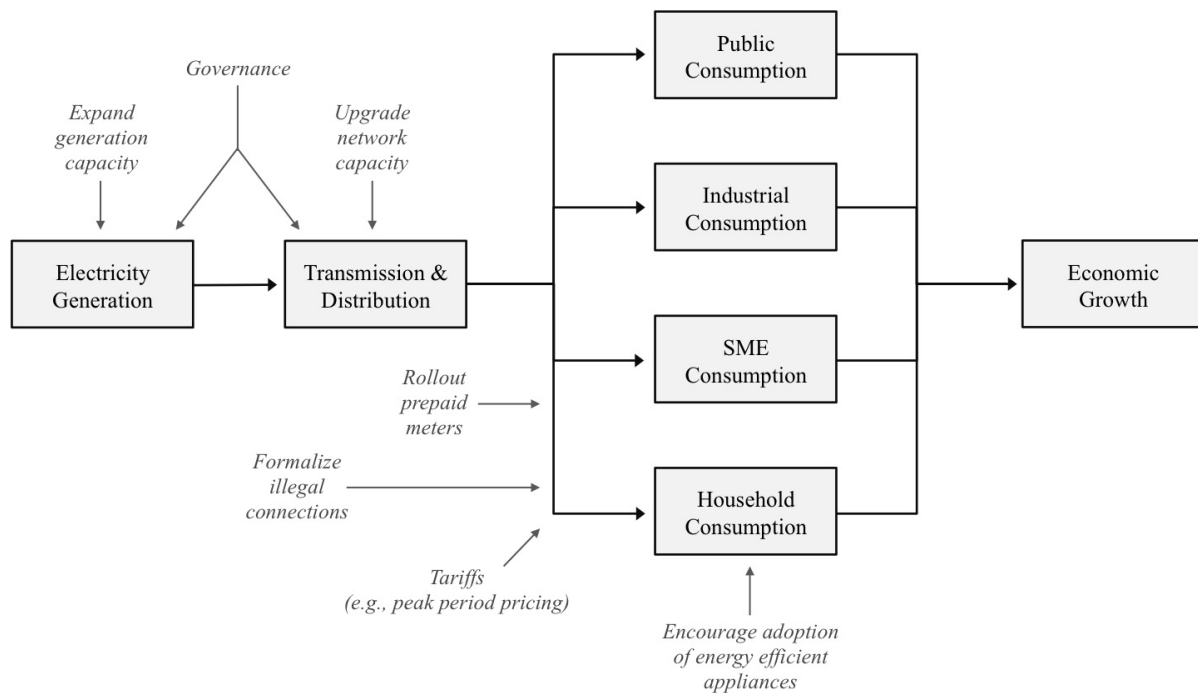 Governance
Expand
generation
capacity
Upgrade
network
capacity
Electricity
Generation
Transmission &
Distribution
Public
Consumption
Industrial
Consumption
SME
Consumption
Household
Consumption
Economic
Growth
Rollout
prepaid
meters
Formalize
illegal
connections
Tariffs
(e.g., peak period pricing)
Encourage adoption
of energy efficient
appliances